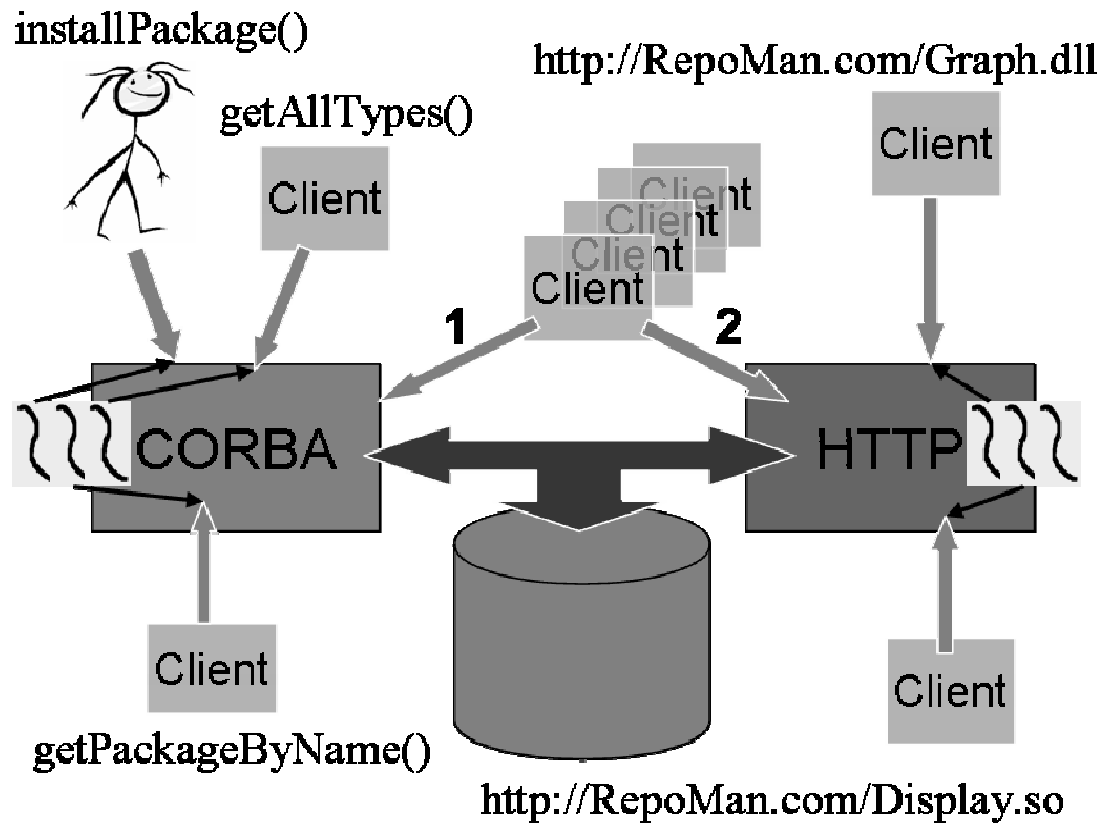 installPackage()
http://RepoMan.com/Graph.dll
getAllTypes()
Client
Client
Client
Client
Client
Client
1
2
CORBA
HTTP
Client
Client
getPackageByName()
http://RepoMan.com/Display.so